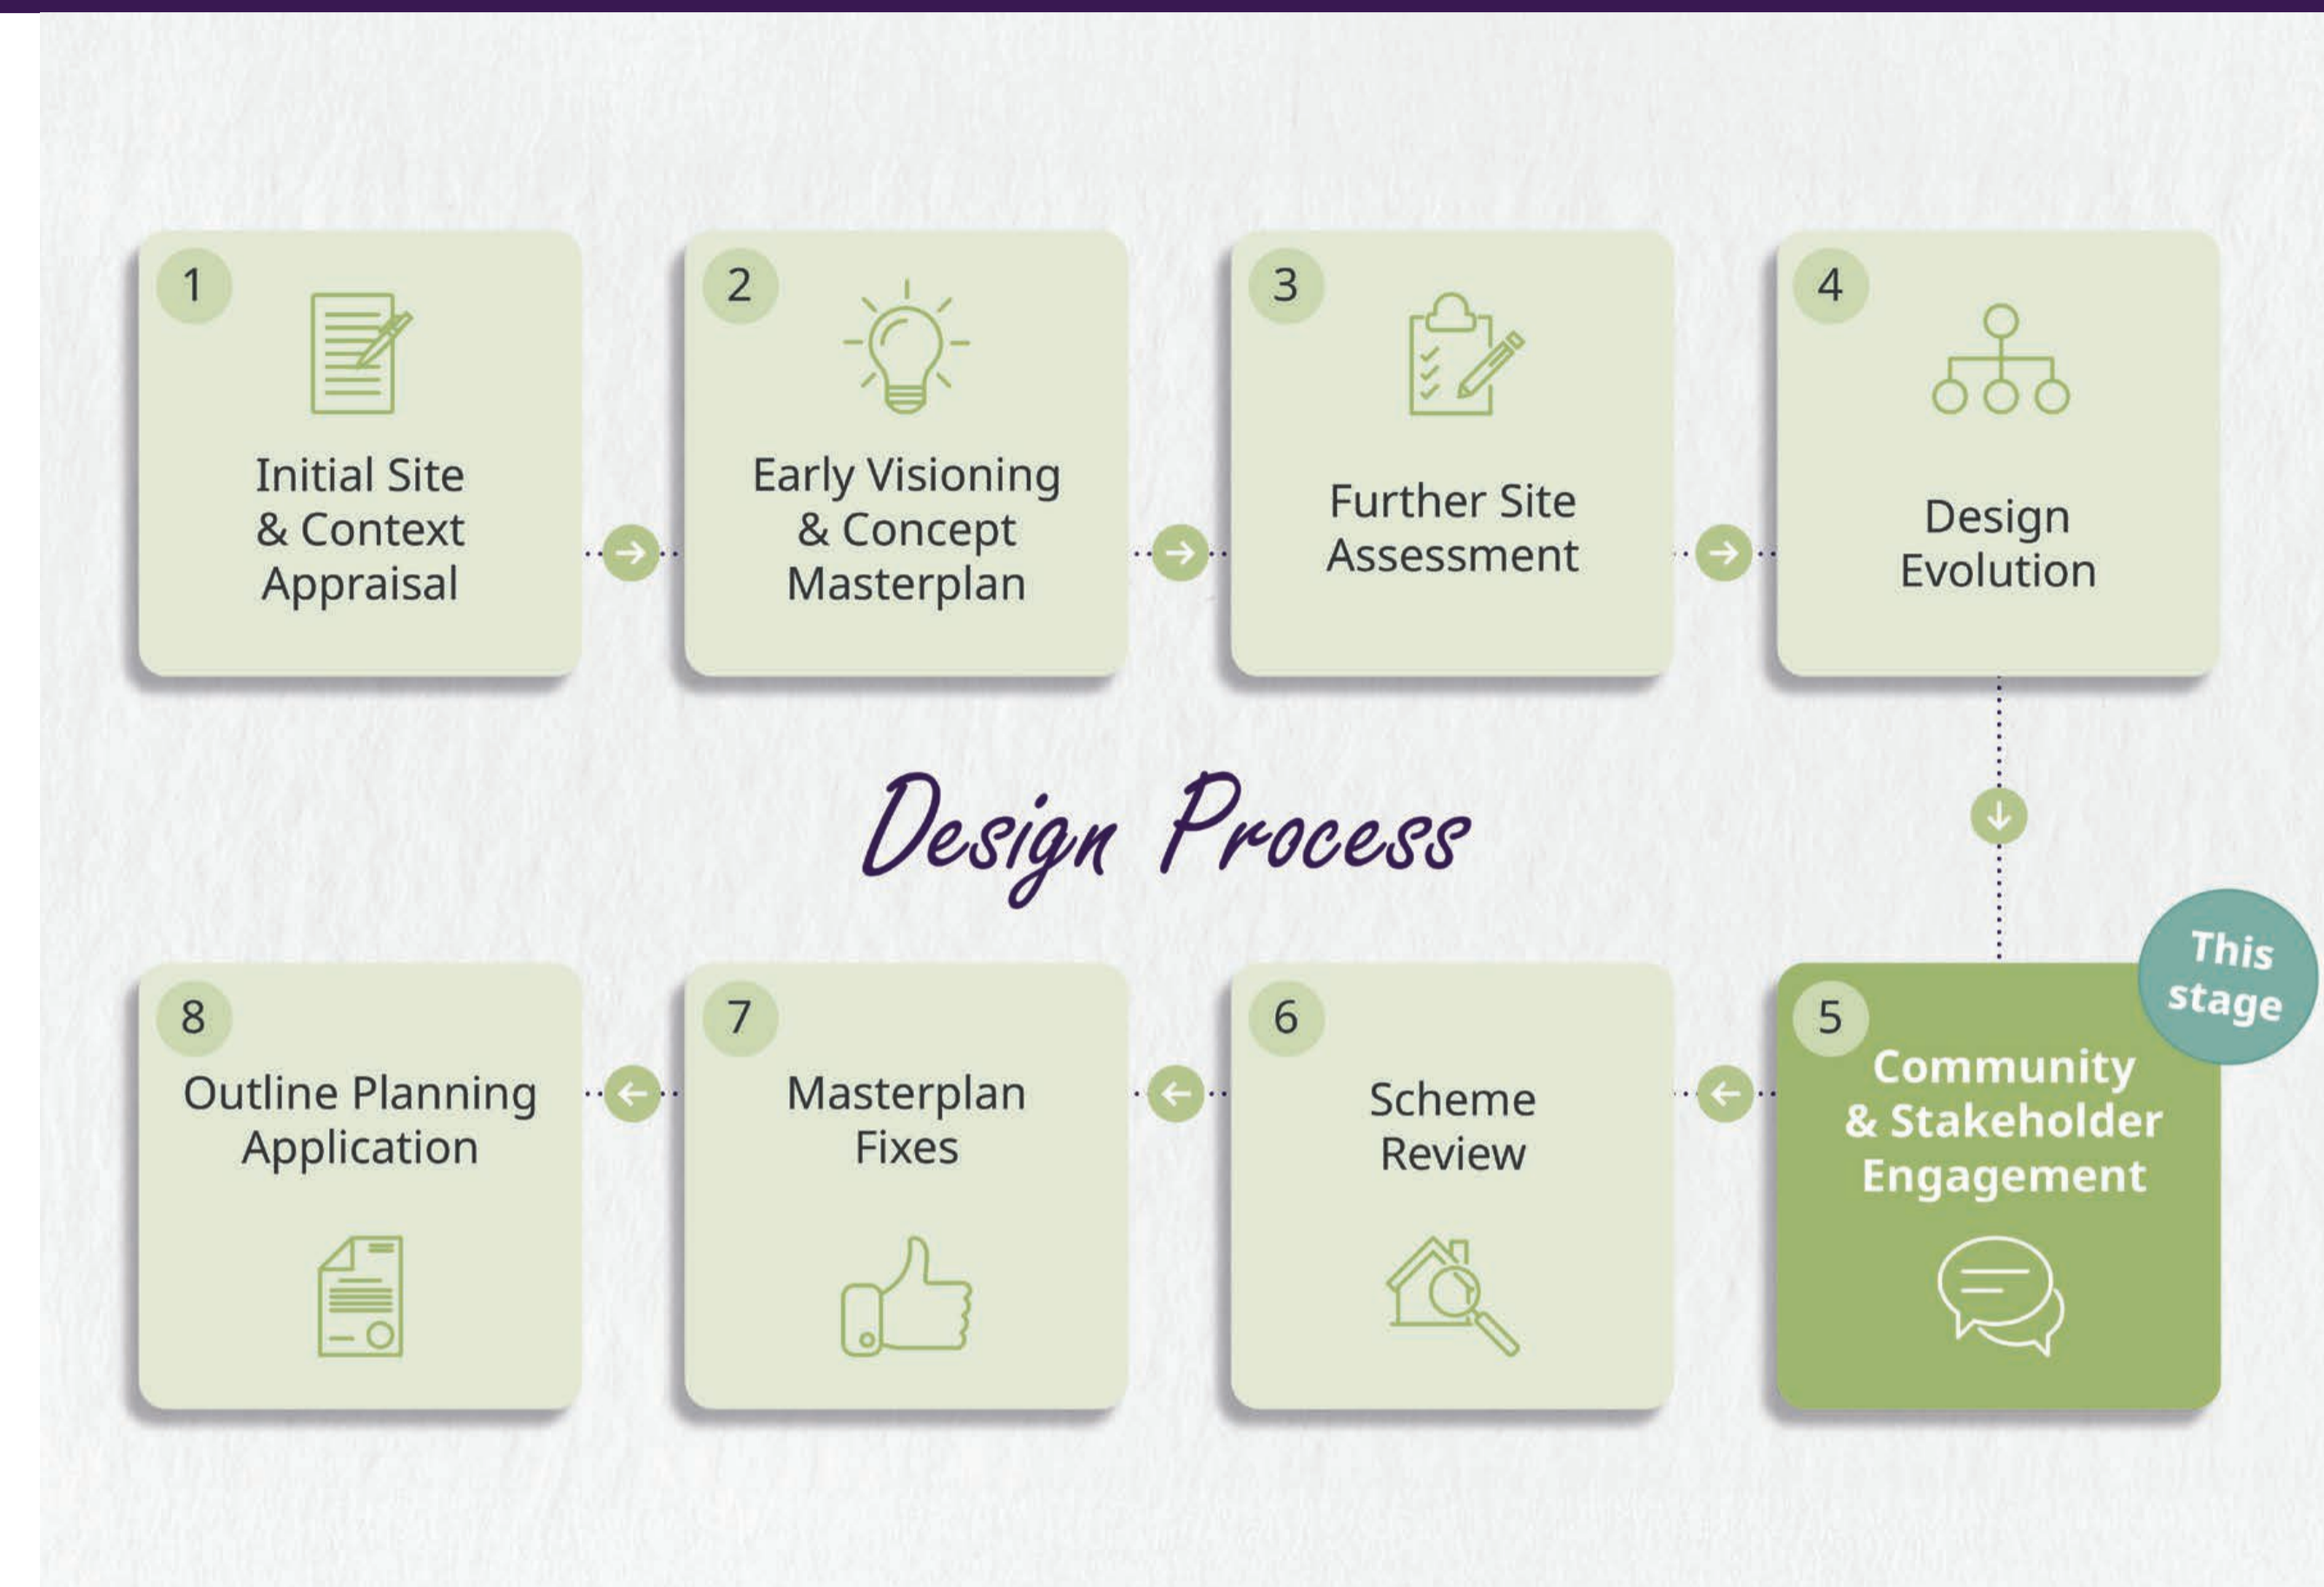 1
Initial Site
& Context
Appraisal
2
Early Visioning
& Concept
Masterplan
3
Further Site
Assessment
4
Design
Evolution
Design Process
This
stage
5
Community
& Stakeholder
Engagement
6
Scheme
Review
7
Masterplan
Fixes
8
Outline Planning
Application